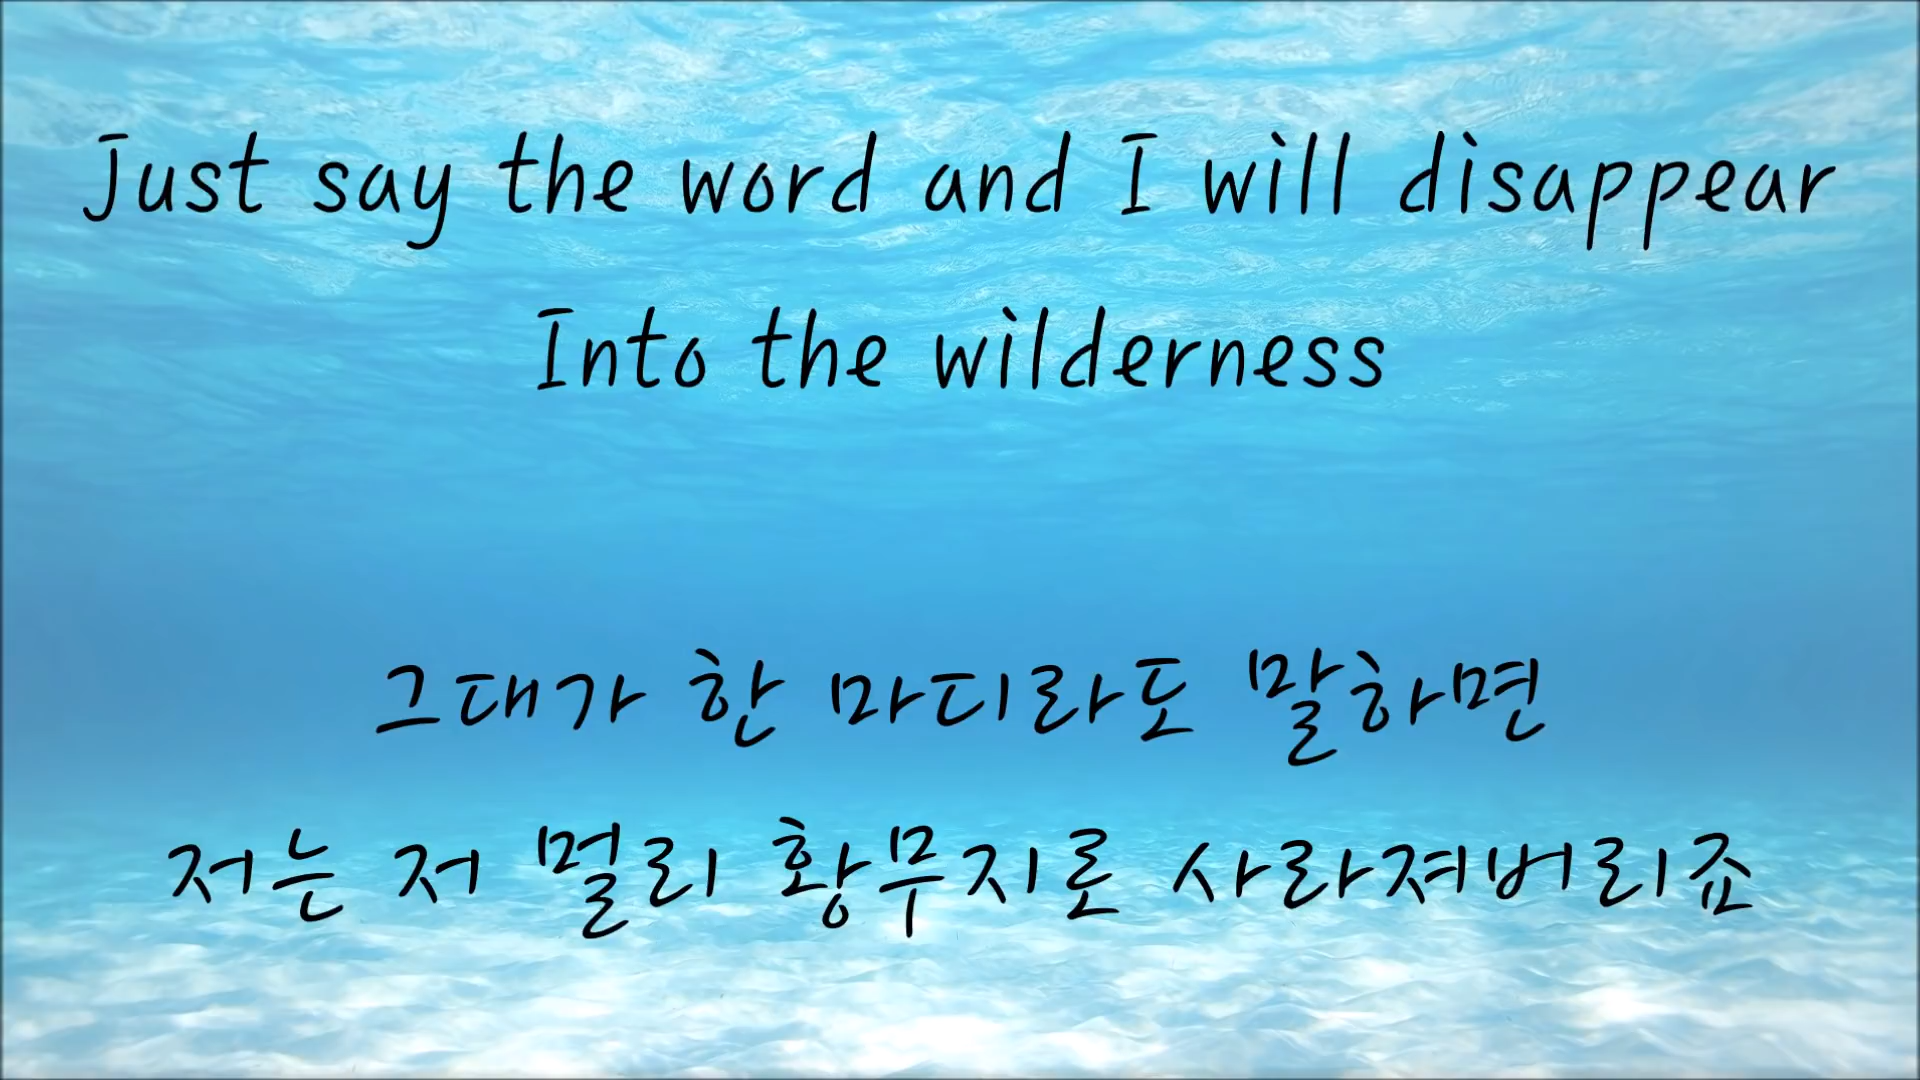 Just say the word and I will disappear
Into the wilderness
그대가 한 마디라도 말하면
저는 저 멀리 황무지로 사라져버리죠